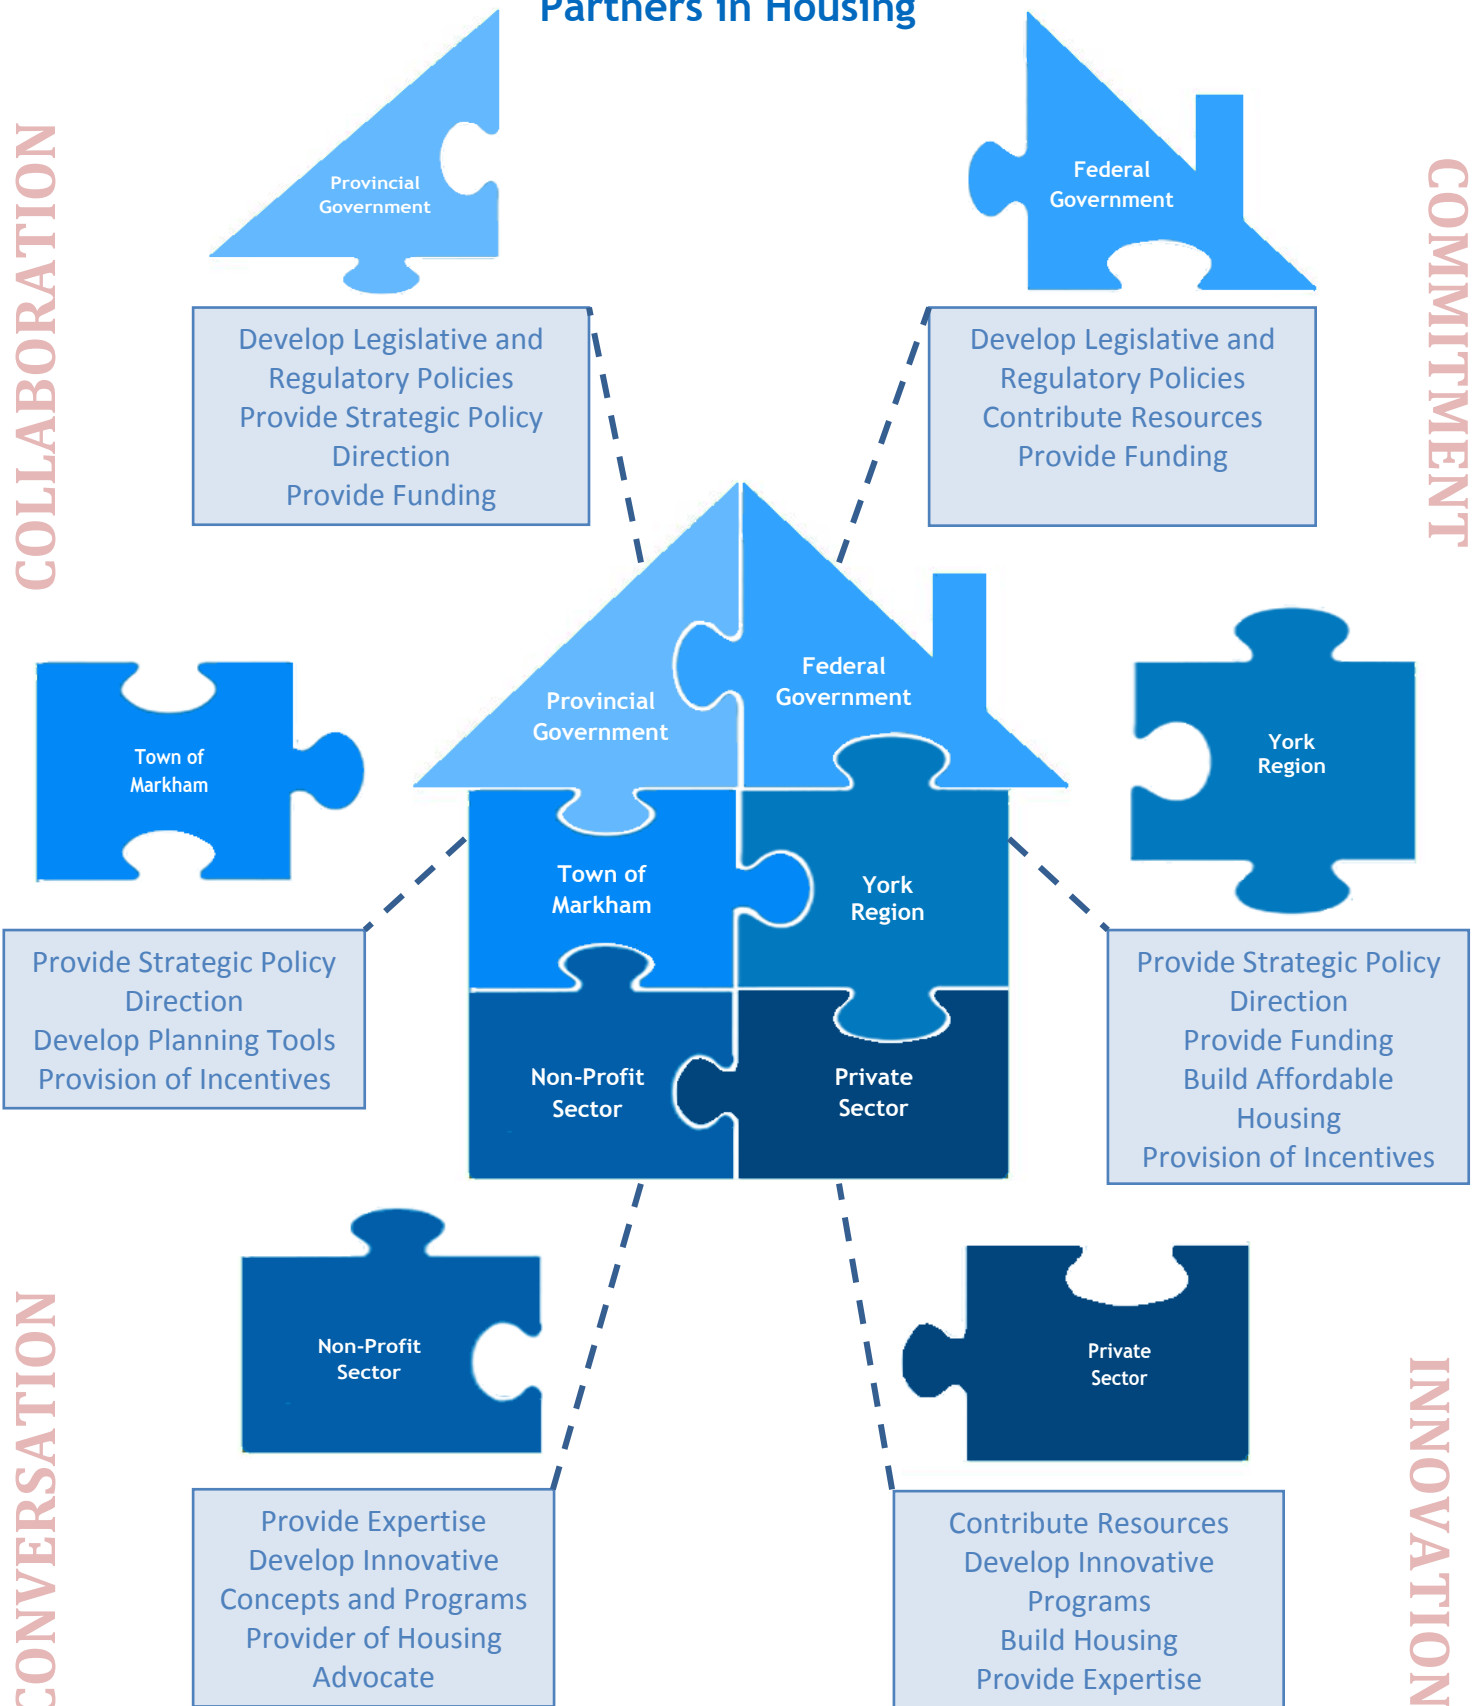 Partners in Housing
COLLABORATION
COMMITMENT
Provincial
Government
Federal
Government
Develop Legislative and
Regulatory Policies
Provide Strategic Policy
Direction
Provide Funding
Develop Legislative and
Regulatory Policies
Contribute Resources
Provide Funding
Provincial
Government
Federal
Government
Town of
Markham
York
Region
Town of
Markham
York
Region
Provide Strategic Policy
Direction
Develop Planning Tools
Provision of Incentives
Provide Strategic Policy
Direction
Provide Funding
Build Affordable
Housing
Provision of Incentives
Non-Profit
Sector
Private
Sector
Non-Profit
Sector
Private
Sector
CONVERSATION
INNOVATION
Provide Expertise
Develop Innovative
Concepts and Programs
Provider of Housing
Advocate
Contribute Resources
Develop Innovative
Programs
Build Housing
Provide Expertise